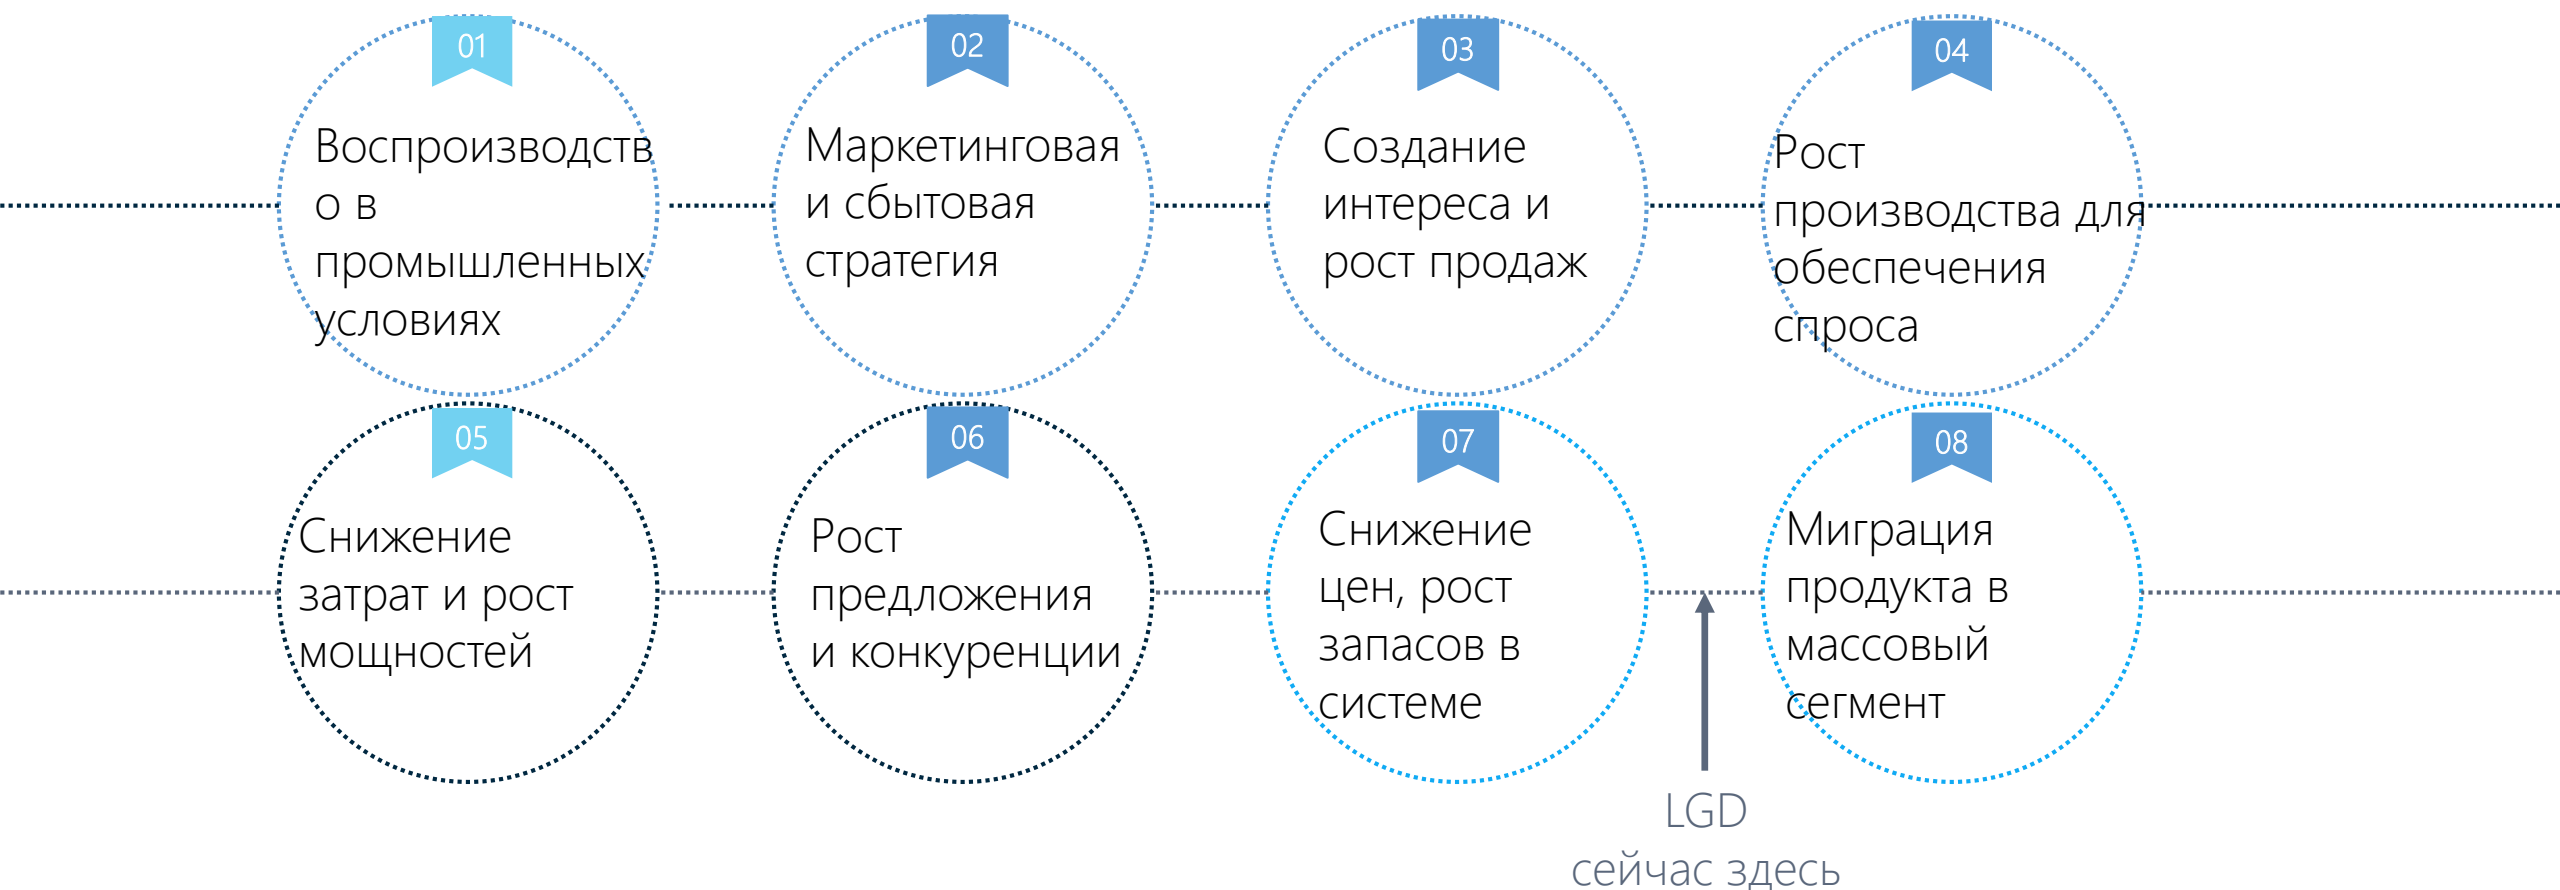 01
Воспроизводств
о в
промышленных
условиях
02
Маркетинговая
и сбытовая
стратегия
03
Создание
интереса и
рост продаж
04
Рост
производства для
обеспечения
спроса
05
Снижение
затрат и рост
мощностей
06
Рост
предложения
и конкуренции
07
Снижение
цен, рост
запасов в
системе
08
Миграция
продукта в
массовый
сегмент
LGD
сейчас здесь